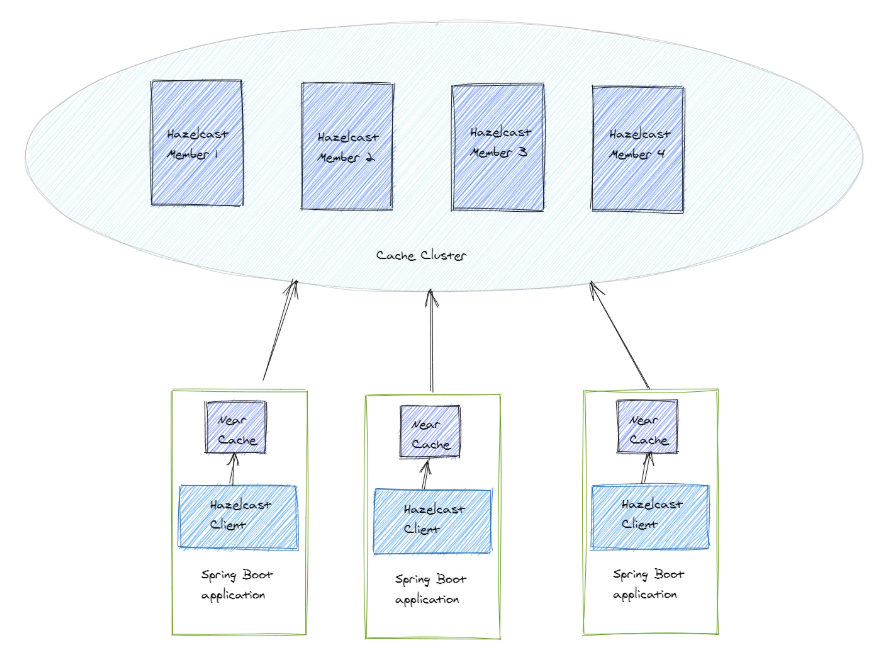 Hazelcast
Member 1
Hazelcast
Member 2
Hazelcast
Member 3
Hazelcast
Member 4
Cache Cluster
Near
Cache
Hazelcast
Client
Spring Boot
application
Near
Cache
Hazelcast
Client
Spring Boot
application
Near
Cache
Hazelcast
Client
Spring Boot
application